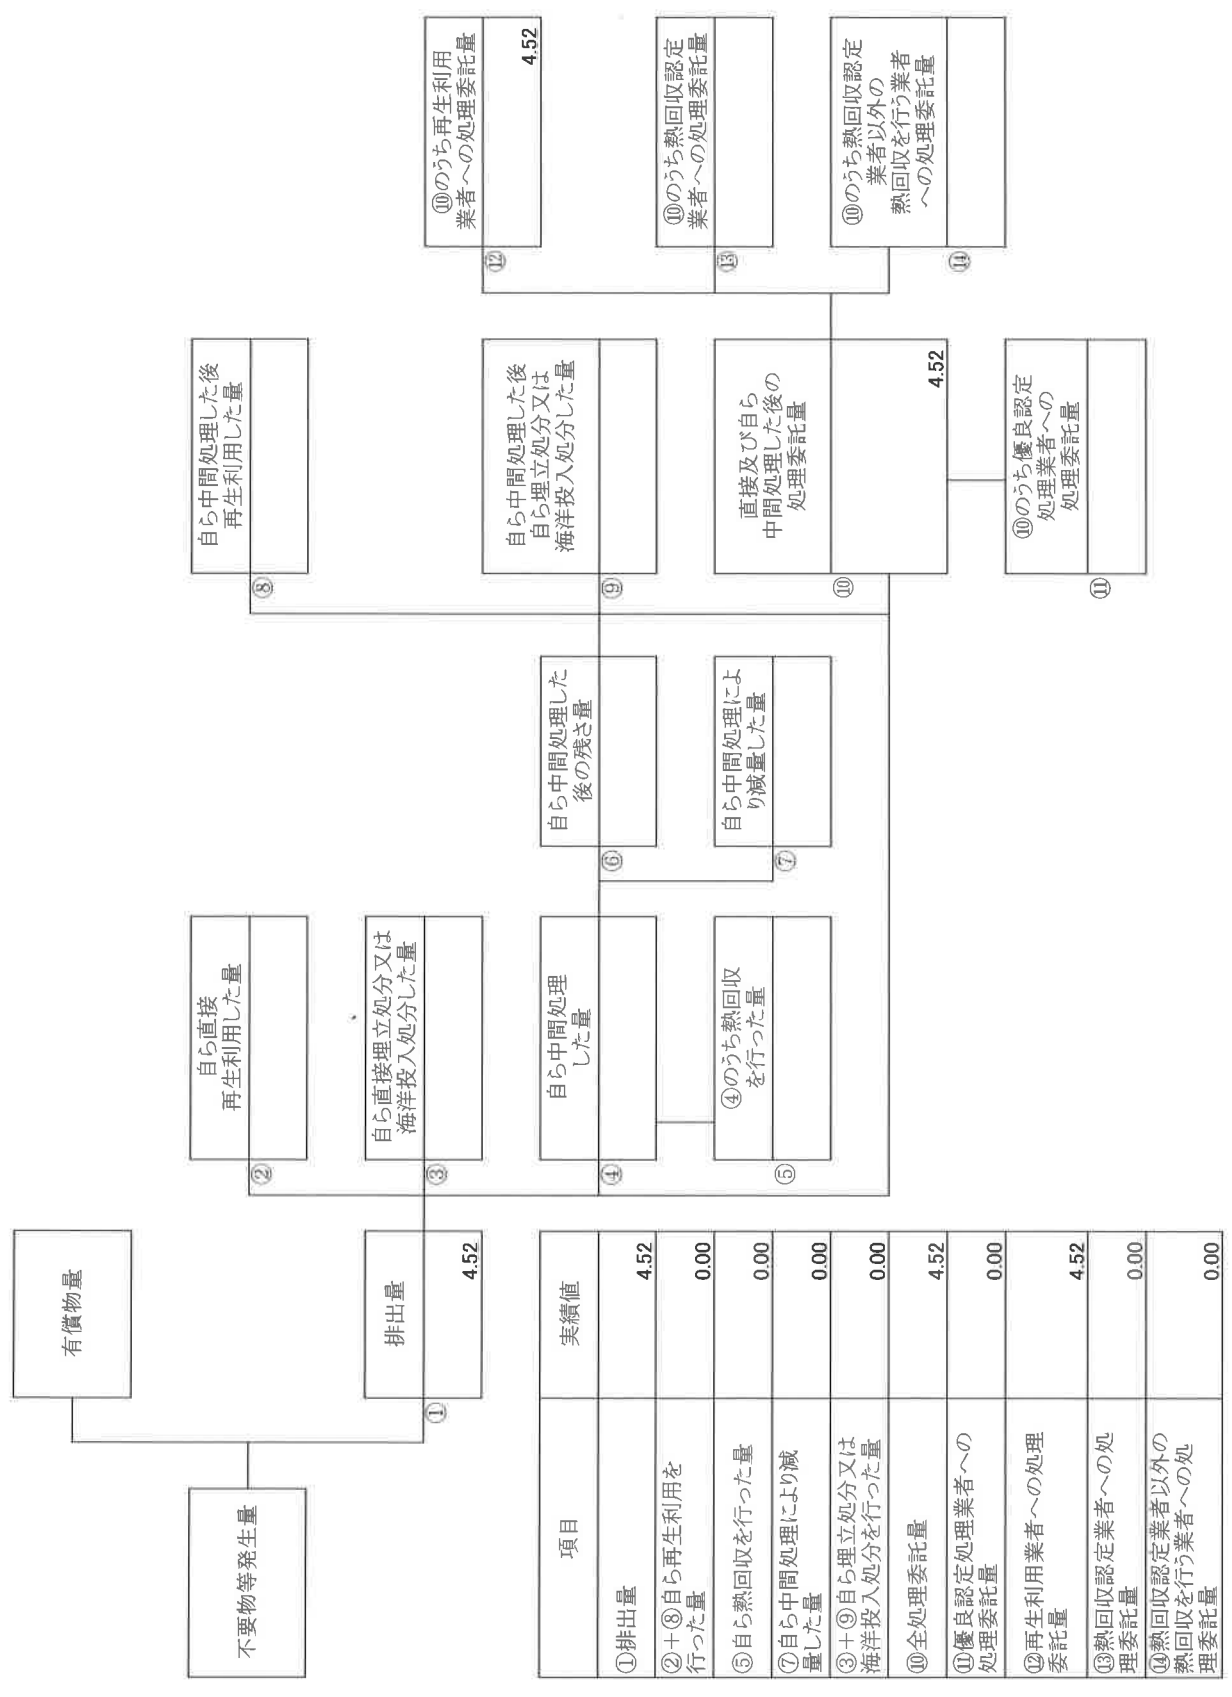 不要物等発生量
有償物量
①
排出量
4.52
②
自ら直接
再生利用した量
③
自ら直接埋立処分又は
海洋投入処分した量
④
自ら中間処理
した量
⑤
④のうち熱回収
を行った量
⑥
自ら中間処理した
後の残さ量
⑦
自ら中間処理によ
り減量した量
⑧
自ら中間処理した後
再生利用した量
⑨
自ら中間処理した後
自ら埋立処分又は
海洋投入処分した量
⑩
直接及び自ら
中間処理した後の
処理委託量
4.52
⑪
⑩のうち優良認定
処理業者への
処理委託量
⑫
⑩のうち再生利用
業者への処理委託量
4.52
⑬
⑩のうち熱回収認定
業者への処理委託量
⑭
⑩のうち熱回収認定
業者以外の
熱回収を行う業者
への処理委託量
項目 実績値
①排出量 4.52
②+⑧自ら再生利用を
行った量 0.00
⑤自ら熱回収を行った量 0.00
⑦自ら中間処理により減
量した量 0.00
③+⑨自ら埋立処分又は
海洋投入処分を行った量 0.00
⑩全処理委託量 4.52
⑪優良認定処理業者への
処理委託量 0.00
⑫再生利用業者への処理
委託量 4.52
⑬熱回収認定業者への処
理委託量 0.00
⑭熱回収認定業者以外の
熱回収を行う業者への処
理委託量 0.00